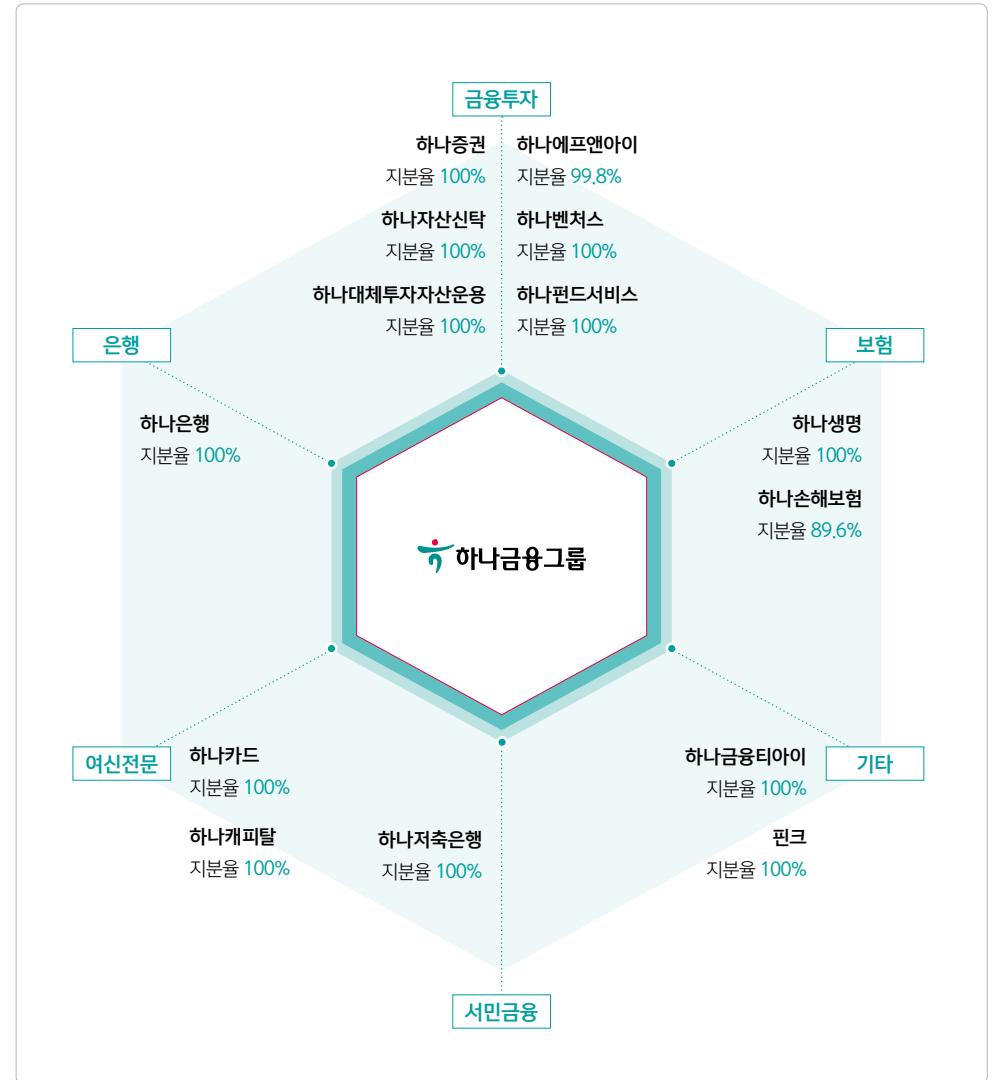 금융투자
하나증권
지분율 100%
하나자산신탁
지분율 100%
하나대체투자자산운용
지분율 100%
하나에프앤아이
지분율 99.8%
하나벤처스
지분율 100%
하나펀드서비스
지분율 100%
은행
하나은행
지분율 100%
보험
하나생명
지분율 100%
하나손해보험
지분율 89.6%
하나금융그룹
여신전문
하나카드
지분율 100%
하나캐피탈
지분율 100%
하나저축은행
지분율 100%
서민금융
기타
하나금융티아이
지분율 100%
핀크
지분율 100%